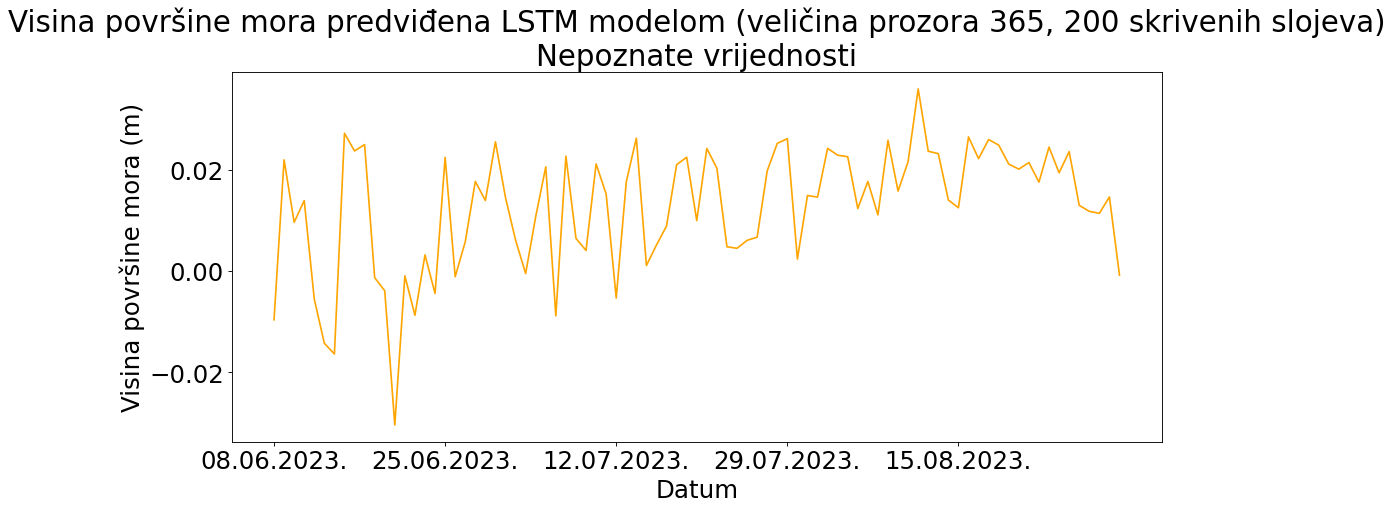 Visina površine mora predviđena LSTM modelom (veličina prozora 365, 200 skrivenih slojeva)
Nepoznate vrijednosti
Visina površine mora (m)
0.02
0.00
−0.02
08.06.2023.
25.06.2023.
12.07.2023.
29.07.2023.
15.08.2023.
Datum